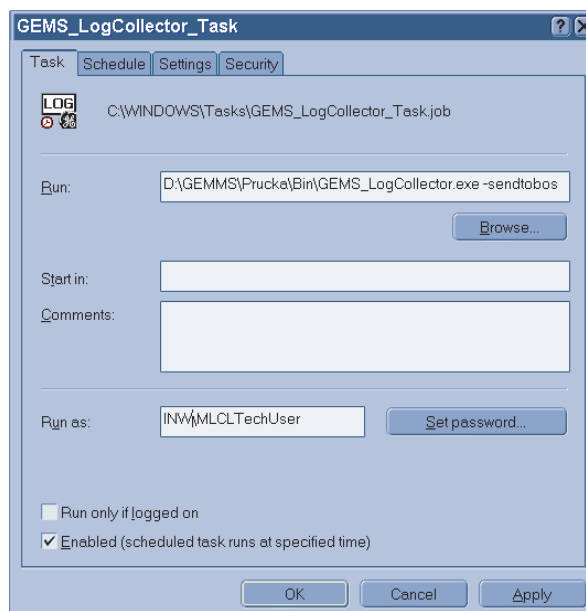 GEMS_LogCollector_Task
Task Schedule Settings Security
LOG
C:\WINDOWS\Tasks\GEMS_LogCollector_Task.job
Run: D:\GEMMS\Prucka\Bin\GEMS_LogCollector.exe -sendtobos
Browse...
Start in:
Comments:
Run as: INW\MLCLTechUser Set password...
Run only if logged on
Enabled (scheduled task runs at specified time)
OK Cancel Apply